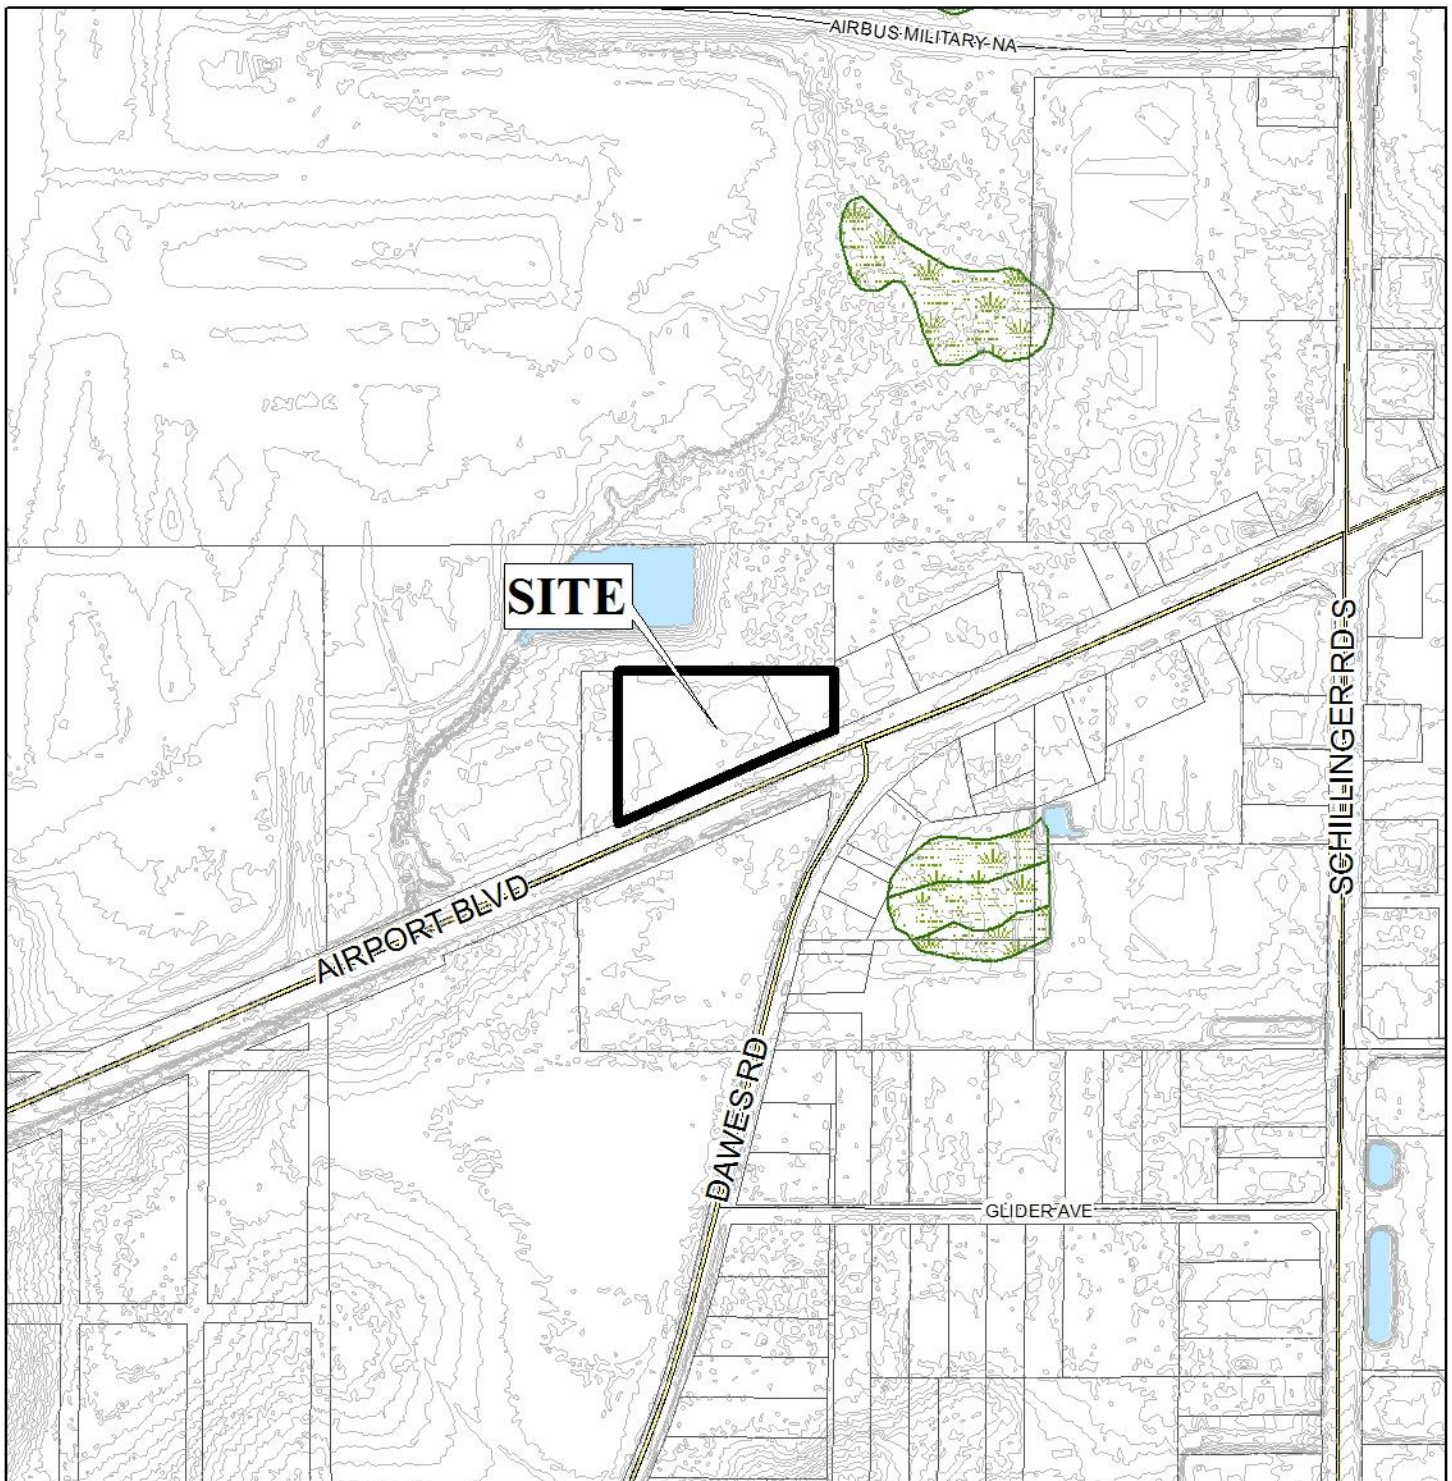 AIRBUS MILITARY NA
SITE
SCHILLINGER RD S
AIRPORT BLVD
DAWES RD
GLIDER AVE